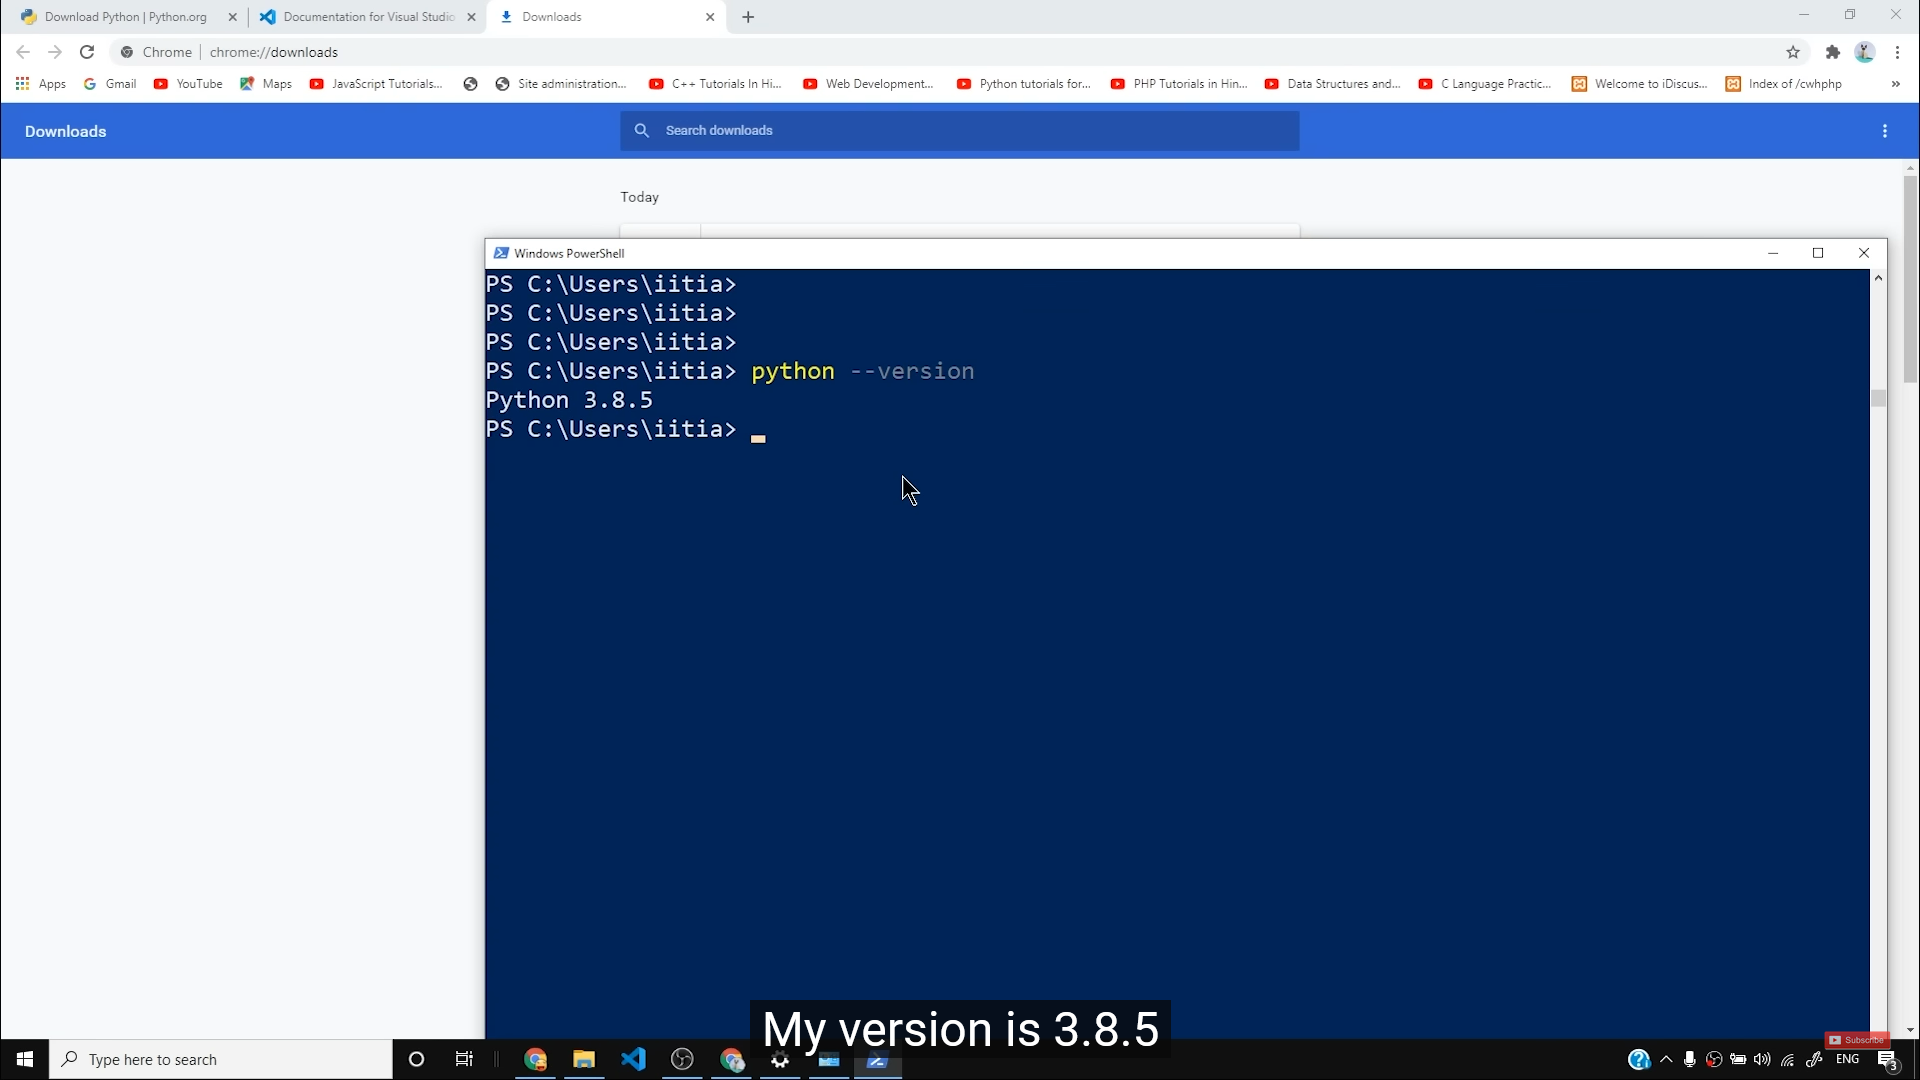 Download Python | Python.org
Documentation for Visual Studio
Downloads
Chrome
chrome://downloads
Apps
Gmail
YouTube
Maps
JavaScript Tutorials...
Site administration...
C++ Tutorials In Hi...
Web Development...
Python tutorials for...
PHP Tutorials in Hin...
Data Structures and...
C Language Practic...
Welcome to iDiscus...
Index of /cwhphp
»
Downloads
Search downloads
Today
Windows PowerShell
PS C:\Users\iitia>
PS C:\Users\iitia>
PS C:\Users\iitia>
PS C:\Users\iitia> python --version
Python 3.8.5
PS C:\Users\iitia>
My version is 3.8.5
Subscribe
Type here to search
ENG
3